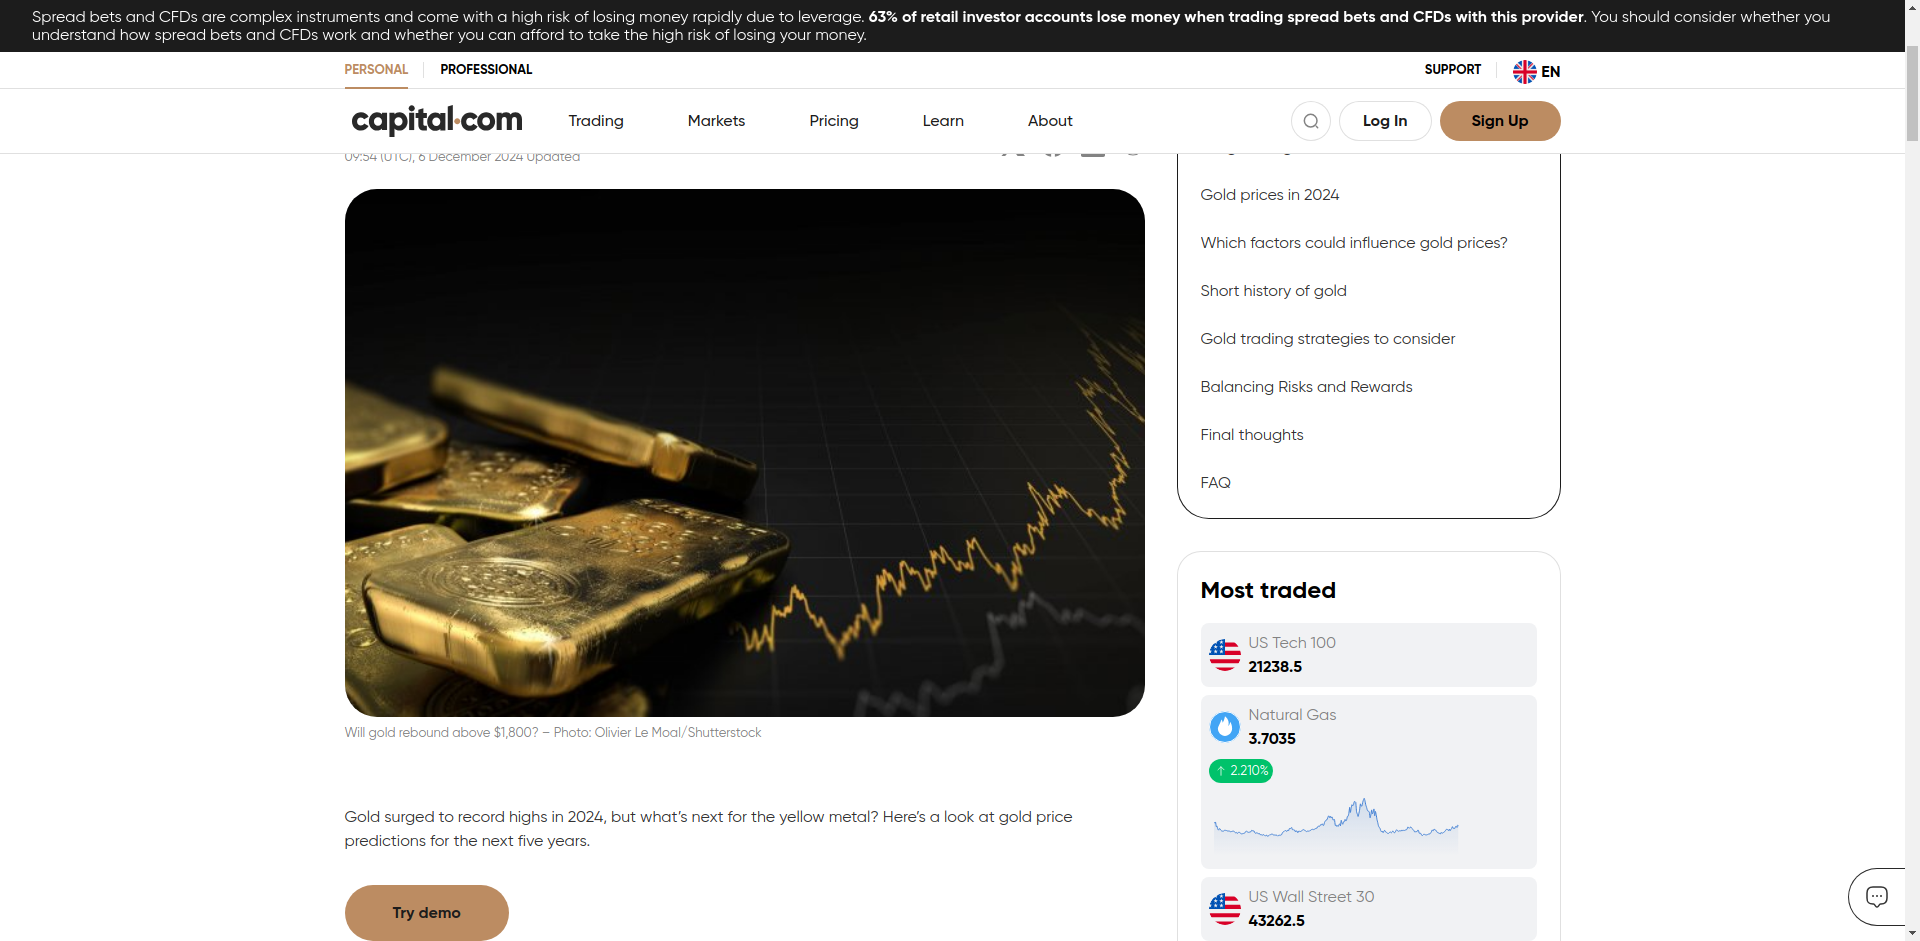 Spread bets and CFDs are complex instruments and come with a high risk of losing money rapidly due to leverage. 63% of retail investor accounts lose money when trading spread bets and CFDs with this provider. You should consider whether you
understand how spread bets and CFDs work and whether you can afford to take the high risk of losing your money.
PERSONAL
PROFESSIONAL
SUPPORT
EN
capital.com
Trading
Markets
Pricing
Learn
About
Log In
Sign Up
09:54 (UTC), 6 December 2024 Updated
Will gold rebound above $1,800? – Photo: Olivier Le Moal/Shutterstock
Gold surged to record highs in 2024, but what’s next for the yellow metal? Here’s a look at gold price
predictions for the next five years.
Try demo
Gold prices in 2024
Which factors could influence gold prices?
Short history of gold
Gold trading strategies to consider
Balancing Risks and Rewards
Final thoughts
FAQ
Most traded
US Tech 100
21238.5
Natural Gas
3.7035
↑ 2.210%
US Wall Street 30
43262.5